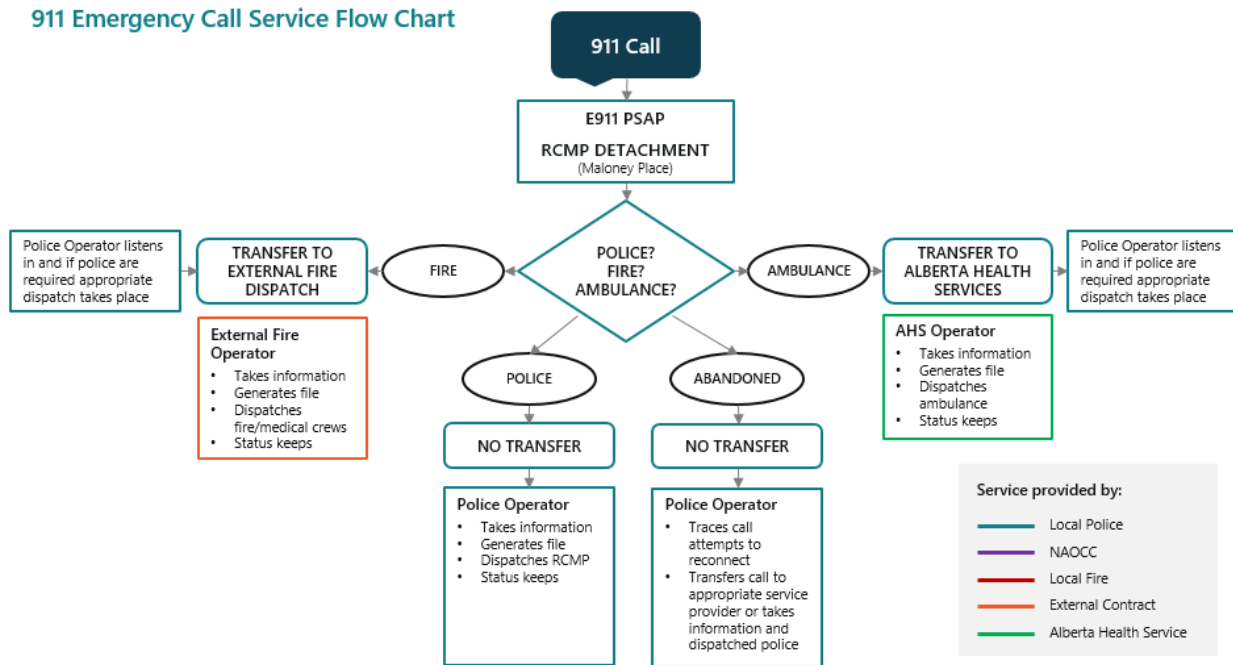 911 Emergency Call Service Flow Chart
911 Call
E911 PSAP
RCMP DETACHMENT
(Maloney Place)
Police Operator listens
in and if police are
required appropriate
dispatch takes place
TRANSFER TO
EXTERNAL FIRE
DISPATCH
FIRE
POLICE?
FIRE?
AMBULANCE?
AMBULANCE
TRANSFER TO
ALBERTA HEALTH
SERVICES
Police Operator listens
in and if police are
required appropriate
dispatch takes place
External Fire
Operator
• Takes information
• Generates file
• Dispatches
fire/medical crews
• Status keeps
AHS Operator
• Takes information
• Generates file
• Dispatches
ambulance
• Status keeps
POLICE
ABANDONED
NO TRANSFER
NO TRANSFER
Police Operator
• Takes information
• Generates file
• Dispatches RCMP
• Status keeps
Police Operator
• Traces call
attempts to
reconnect
• Transfers call to
appropriate service
provider or takes
information and
dispatched police
Service provided by:
Local Police
NAOCC
Local Fire
External Contract
Alberta Health Service